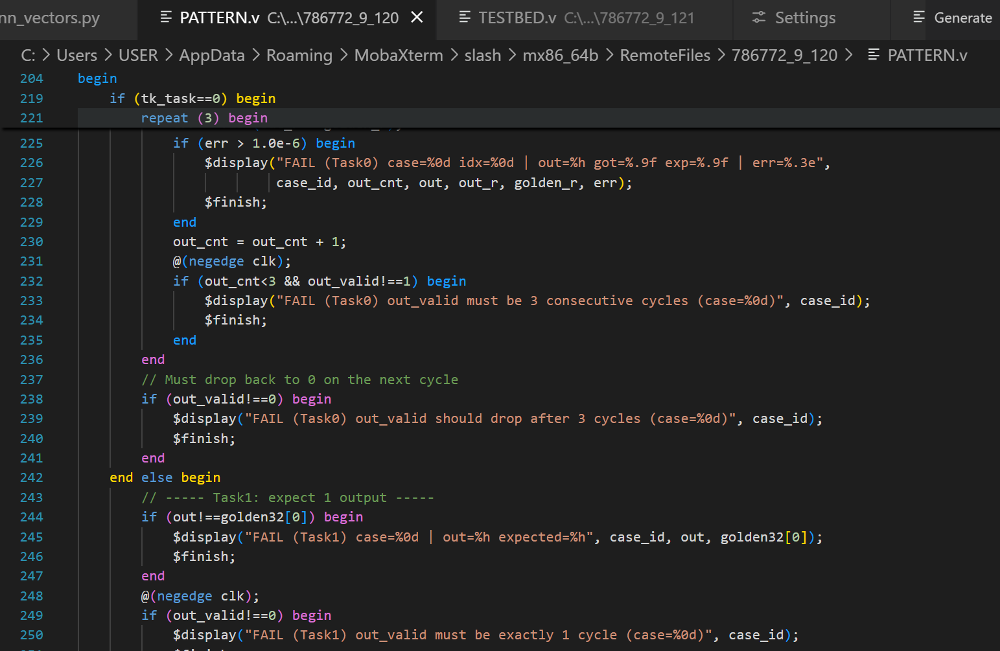 nn_vectors.py PATTERN.v C:\...\786772_9_120 TESTBED.v C:\...\786772_9_121 Settings Generate
C: > Users > USER > AppData > Roaming > MobaXterm > slash > mx86_64b > RemoteFiles > 786772_9_120 > PATTERN.v
204 begin
219 if (tk_task==0) begin
221 repeat (3) begin
225 if (err > 1.0e-6) begin
226 $display("FAIL (Task0) case=%0d idx=%0d | out=%h got=%.9f exp=%.9f | err=%.3e",
227 case_id, out_cnt, out, out_r, golden_r, err);
228 $finish;
229 end
230 out_cnt = out_cnt + 1;
231 @(negedge clk);
232 if (out_cnt<3 && out_valid!==1) begin
233 $display("FAIL (Task0) out_valid must be 3 consecutive cycles (case=%0d)", case_id);
234 $finish;
235 end
236 end
237 // Must drop back to 0 on the next cycle
238 if (out_valid!==0) begin
239 $display("FAIL (Task0) out_valid should drop after 3 cycles (case=%0d)", case_id);
240 $finish;
241 end
242 end else begin
243 // ----- Task1: expect 1 output -----
244 if (out!==golden32[0]) begin
245 $display("FAIL (Task1) case=%0d | out=%h expected=%h", case_id, out, golden32[0]);
246 $finish;
247 end
248 @(negedge clk);
249 if (out_valid!==0) begin
250 $display("FAIL (Task1) out_valid must be exactly 1 cycle (case=%0d)", case_id);